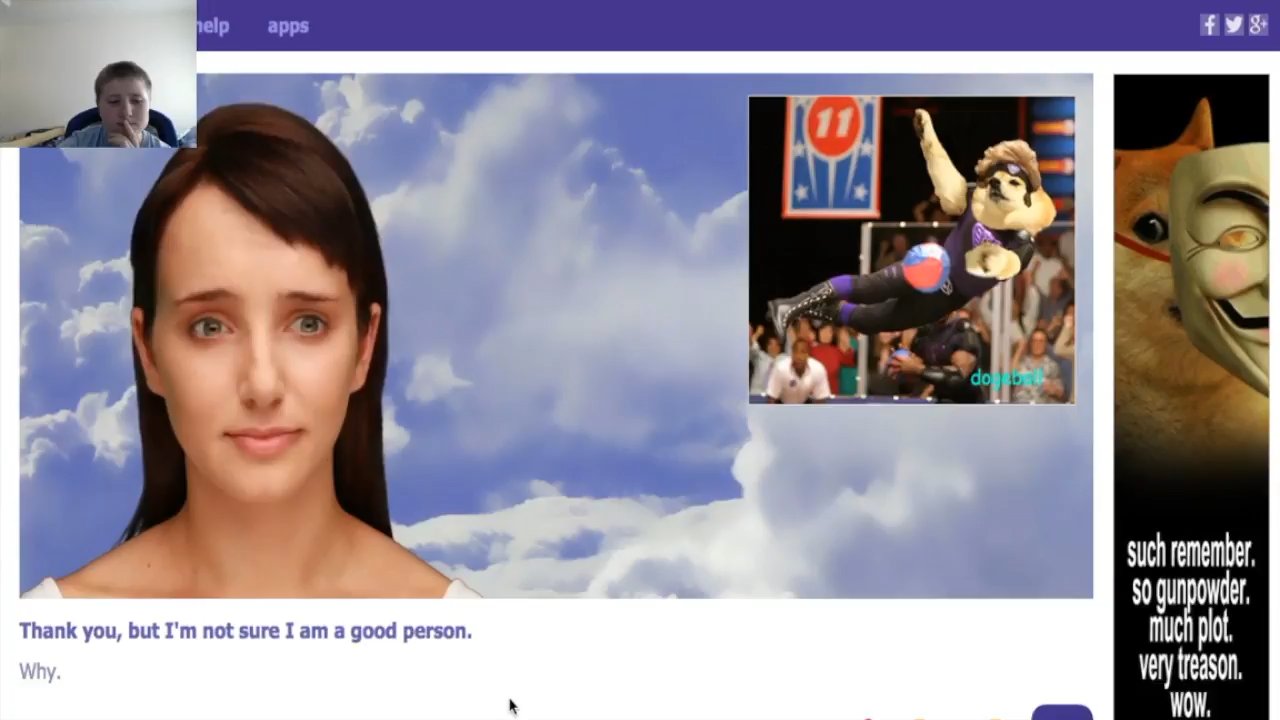 help apps
f g+
11
dogeball
Thank you, but I'm not sure I am a good person.
Why.
such remember.
so gunpowder.
much plot.
very treason.
wow.